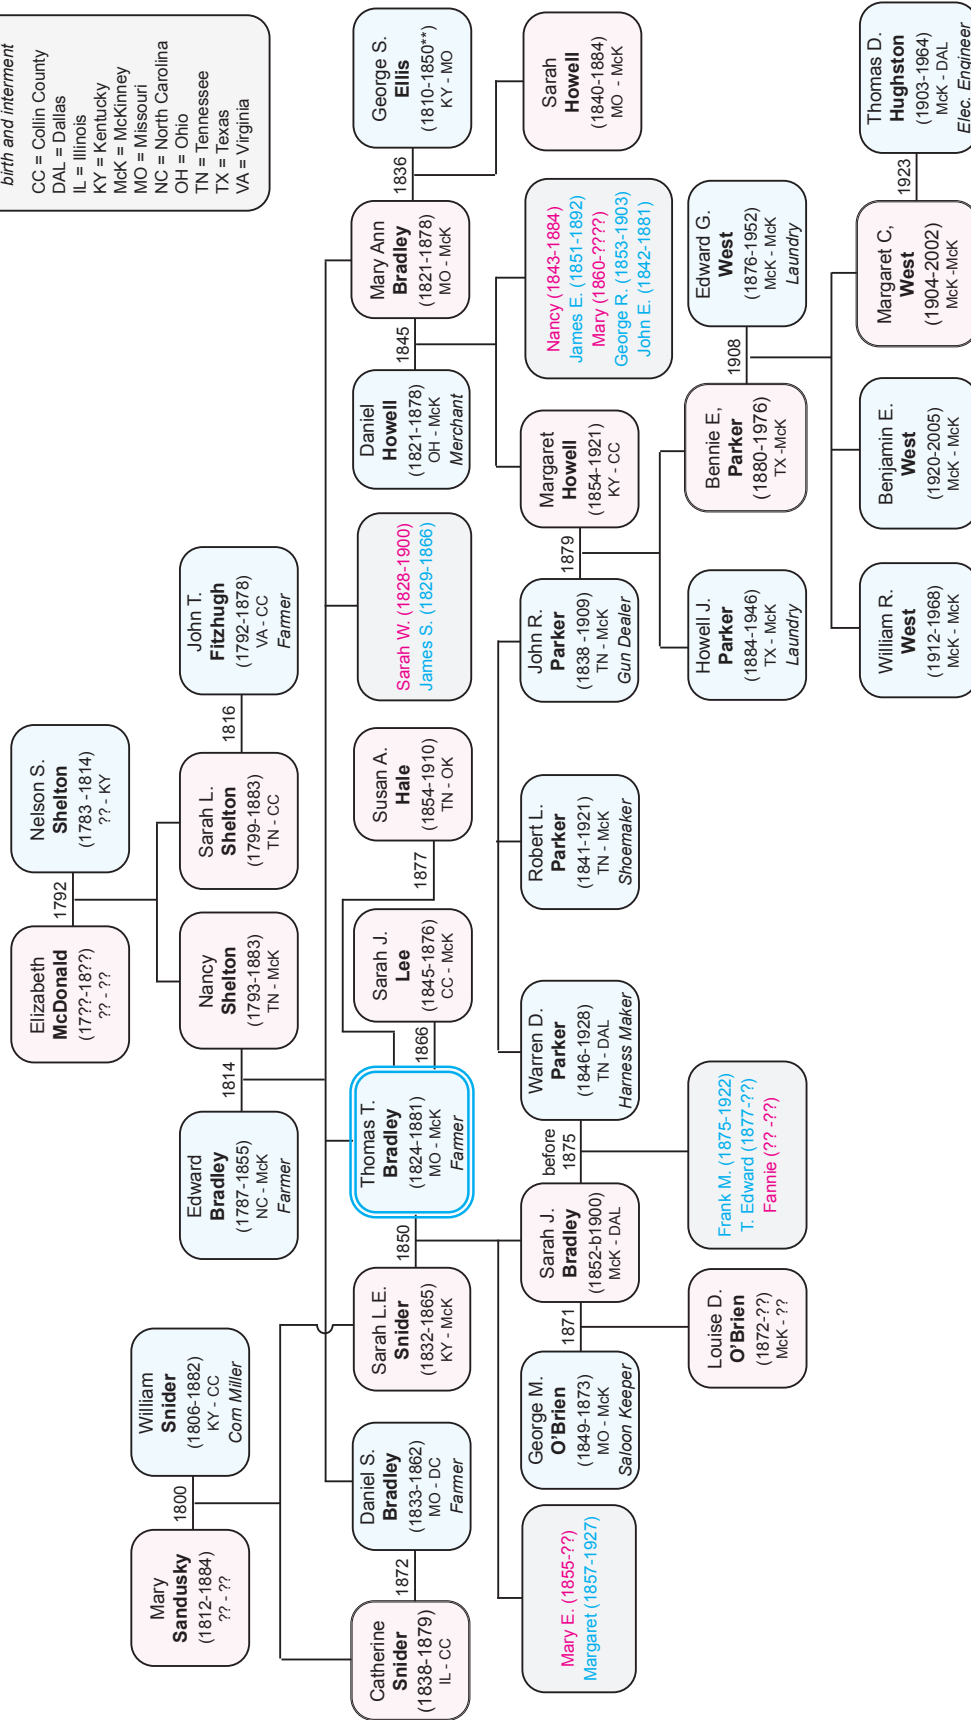 birth and interment
CC = Collin County
DAL = Dallas
IL = Illinois
KY = Kentucky
McK = McKinney
MO = Missouri
NC = North Carolina
OH = Ohio
TN = Tennessee
TX = Texas
VA = Virginia
Elizabeth
McDonald
(17??-18??)
?? - ??
1792
Nelson S.
Shelton
(1783 -1814)
?? - KY
Mary
Sandusky
(1812-1884)
?? - ??
1800
William
Snider
(1806-1882)
KY - CC
Corn Miller
Edward
Bradley
(1787-1855)
NC - McK
Farmer
1814
Nancy
Shelton
(1793-1883)
TN - McK
Sarah L.
Shelton
(1799-1883)
TN - CC
1816
John T.
Fitzhugh
(1792-1878)
VA - CC
Farmer
Catherine
Snider
(1838-1879)
IL - CC
1872
Daniel S.
Bradley
(1833-1862)
MO - DC
Farmer
Sarah L.E.
Snider
(1832-1865)
KY - McK
1850
Thomas T.
Bradley
(1824-1881)
MO - McK
Farmer
1866
Sarah J.
Lee
(1845-1876)
CC - McK
1877
Susan A.
Hale
(1854-1910)
TN - OK
Sarah W. (1828-1900)
James S. (1829-1866)
Daniel
Howell
(1821-1878)
OH - McK
Merchant
1845
Mary Ann
Bradley
(1821-1878)
MO - McK
1836
George S.
Ellis
(1810-1850**)
KY - MO
Mary E. (1855-??)
Margaret (1857-1927)
George M.
O'Brien
(1849-1873)
MO - McK
Saloon Keeper
1871
Sarah J.
Bradley
(1852-b1900)
McK - DAL
before
1875
Warren D.
Parker
(1846-1928)
TN - DAL
Harness Maker
Robert L.
Parker
(1841-1921)
TN - McK
Shoemaker
John R.
Parker
(1838 -1909)
TN - McK
Gun Dealer
1879
Margaret
Howell
(1854-1921)
KY - CC
Nancy (1843-1884)
James E. (1851-1892)
Mary (1860-????)
George R. (1853-1903)
John E. (1842-1881)
Sarah
Howell
(1840-1884)
MO - McK
Louise D.
O'Brien
(1872-??)
McK - ??
Frank M. (1875-1922)
T. Edward (1877-??)
Fannie (?? -??)
Howell J.
Parker
(1884-1946)
TX - McK
Laundry
Bennie E,
Parker
(1880-1976)
TX -McK
1908
Edward G.
West
(1876-1952)
McK - McK
Laundry
William R.
West
(1912-1968)
McK - McK
Benjamin E.
West
(1920-2005)
McK - McK
Margaret C,
West
(1904-2002)
McK -McK
1923
Thomas D.
Hughston
(1903-1964)
McK - DAL
Elec. Engineer